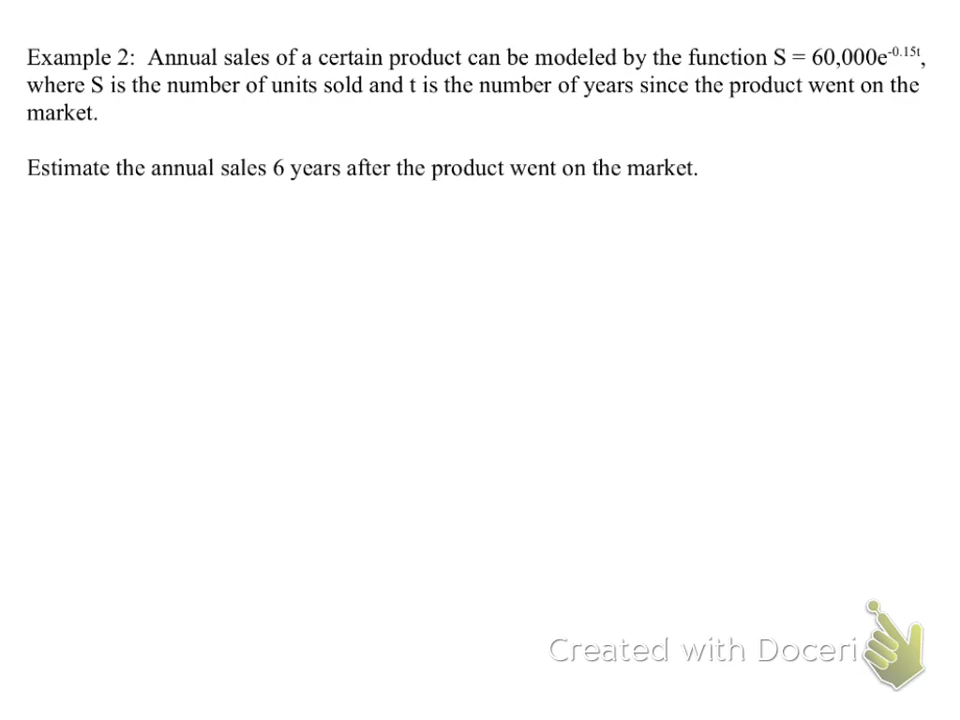 Example 2:  Annual sales of a certain product can be modeled by the function S = 60,000e^-0.15t,
where S is the number of units sold and t is the number of years since the product went on the
market.
Estimate the annual sales 6 years after the product went on the market.
Created with Doceri